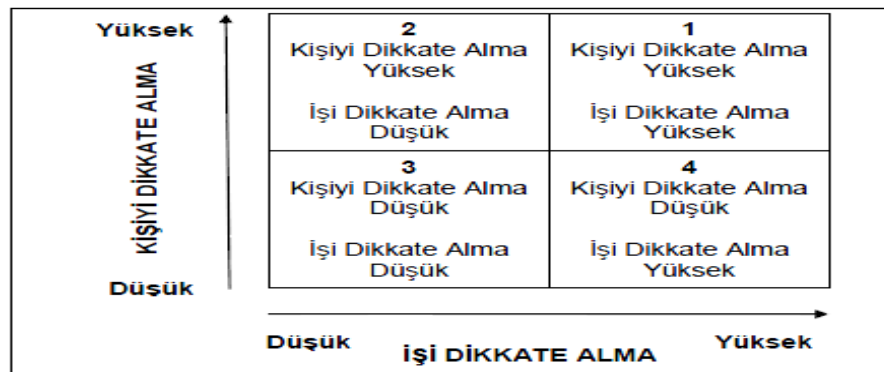 Yüksek
KİŞİYİ DİKKATE ALMA
Düşük
2
Kişiyi Dikkate Alma
Yüksek
İşi Dikkate Alma
Düşük
1
Kişiyi Dikkate Alma
Yüksek
İşi Dikkate Alma
Yüksek
3
Kişiyi Dikkate Alma
Düşük
İşi Dikkate Alma
Düşük
4
Kişiyi Dikkate Alma
Düşük
İşi Dikkate Alma
Yüksek
Düşük
İŞİ DİKKATE ALMA
Yüksek